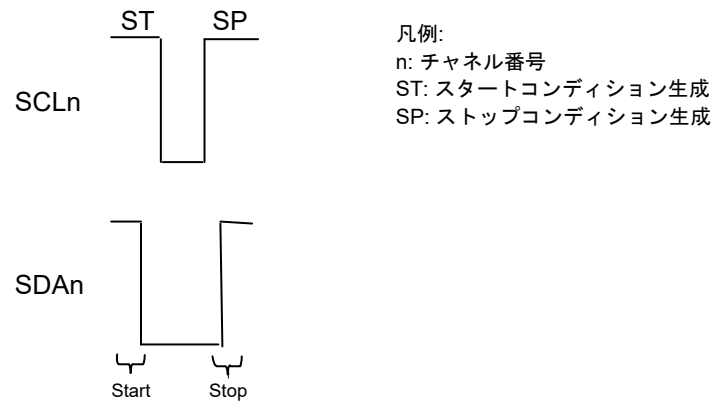 ST SP
SCLn
SDAn
Start Stop
凡例:
n: チャネル番号
ST: スタートコンディション生成
SP: ストップコンディション生成